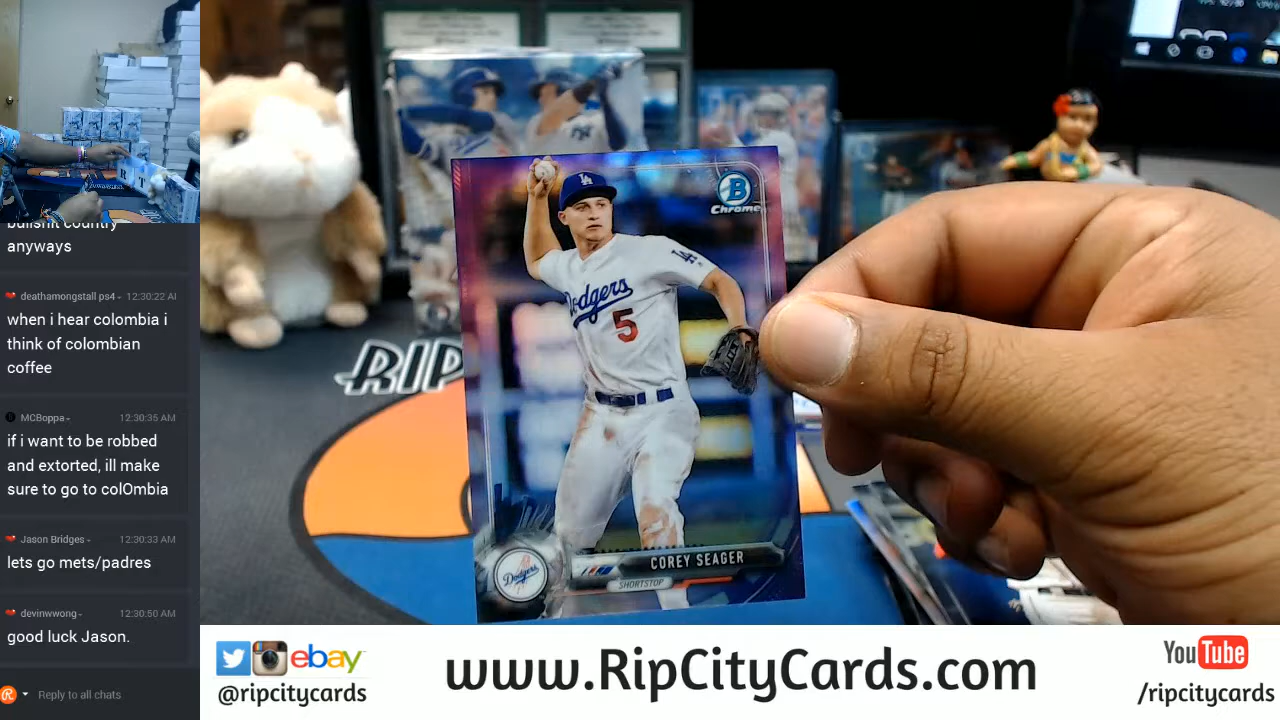 bullshit country
anyways
deathamongstall ps4 12:30:22 AM
when i hear colombia i
think of colombian
coffee
MCBoppa 12:30:35 AM
if i want to be robbed
and extorted, ill make
sure to go to colOmbia
Jason Bridges 12:30:33 AM
lets go mets/padres
devinwwong 12:30:50 AM
good luck Jason.
Reply to all chats
B
Chrome
LA
LA
Dodgers
5
COREY SEAGER
SHORTSTOP
Dodgers
RIP
ebay
@ripcitycards
www.RipCityCards.com
YouTube
/ripcitycards